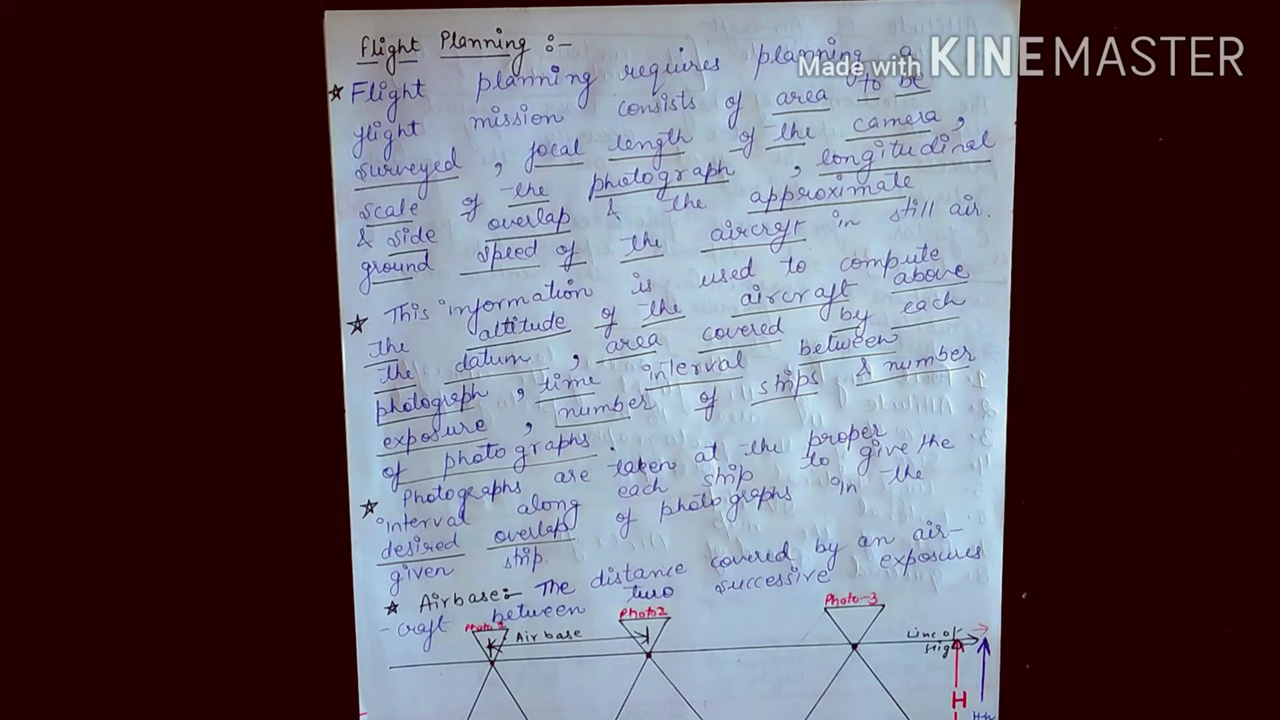 Flight Planning :-
Made with KINEMASTER
☆ Flight planning requires planning a
flight mission consists of area to be
surveyed, focal length of the camera,
scale of the photograph, longitudinal
& side overlap & the approximate
ground speed of the aircraft in still air.
☆ This information is used to compute
the altitude of the aircraft above
the datum, area covered by each
photograph, time interval between
exposure, number of strips & number
of photographs.
☆ Photographs are taken at the proper
interval along each strip to give the
desired overlap of photographs in the
given strip.
☆ Airbase:- The distance covered by an air-
-craft between two successive exposures
Photo 1 Photo2 Photo-3
Air base
Line of
H
H-h